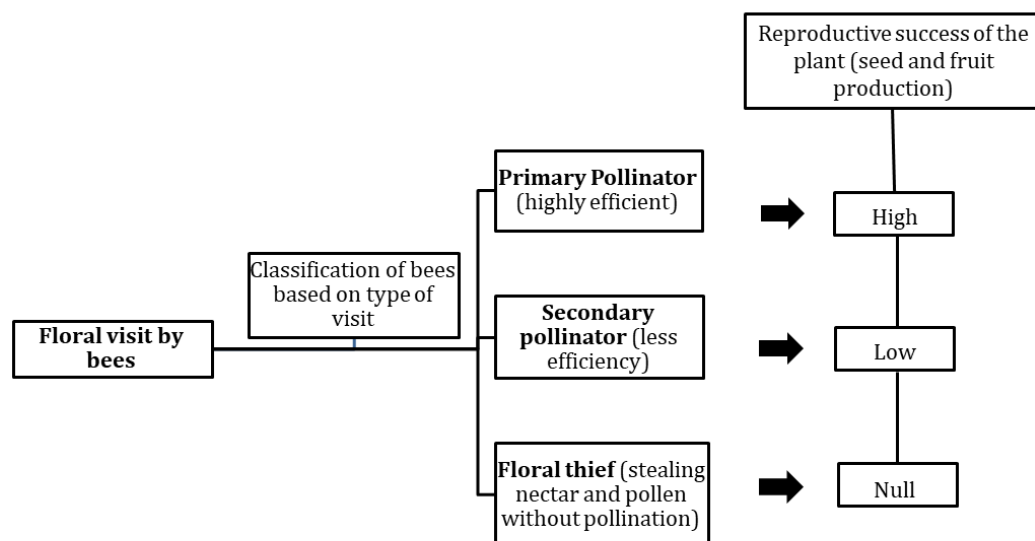 Reproductive success of the
plant (seed and fruit
production)
Primary Pollinator
(highly efficient)
High
Classification of bees
based on type of
visit
Floral visit by
bees
Secondary
pollinator (less
efficiency)
Low
Floral thief (stealing
nectar and pollen
without pollination)
Null